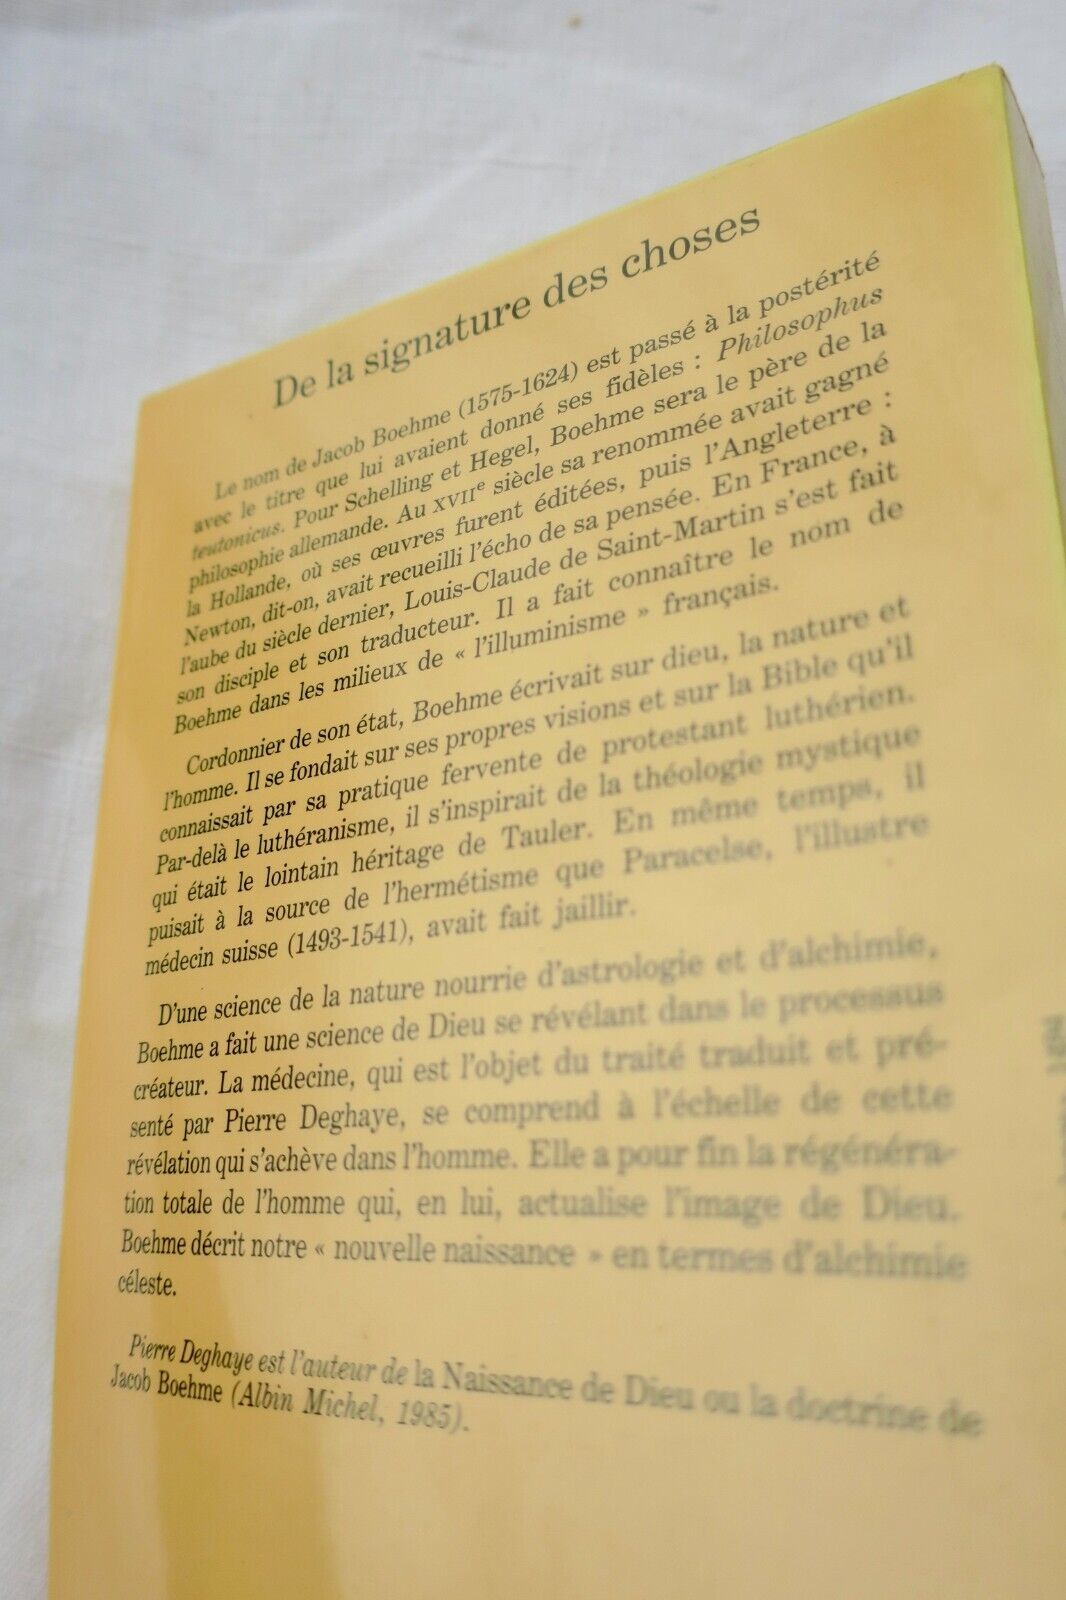 De la signature des choses
Le nom de Jacob Boehme (1575-1624) est passé à la postérité
avec le titre que lui avaient donné ses fidèles : Philosophus
teutonicus. Pour Schelling et Hegel, Boehme sera le père de la
philosophie allemande. Au XVIIe siècle sa renommée avait gagné
la Hollande, où ses œuvres furent éditées, puis l'Angleterre :
Newton, dit-on, avait recueilli l'écho de sa pensée. En France, à
l'aube du siècle dernier, Louis-Claude de Saint-Martin s'est fait
son disciple et son traducteur. Il a fait connaître le nom de
Boehme dans les milieux de « l'illuminisme » français.
Cordonnier de son état, Boehme écrivait sur dieu, la nature et
l'homme. Il se fondait sur ses propres visions et sur la Bible qu'il
connaissait par sa pratique fervente de protestant luthérien.
Par-delà le luthéranisme, il s'inspirait de la théologie mystique
qui était le lointain héritage de Tauler. En même temps, il
puisait à la source de l'hermétisme que Paracelse, l'illustre
médecin suisse (1493-1541), avait fait jaillir.
D'une science de la nature nourrie d'astrologie et d'alchimie,
Boehme a fait une science de Dieu se révélant dans le processus
créateur. La médecine, qui est l'objet du traité traduit et pré-
senté par Pierre Deghaye, se comprend à l'échelle de cette
révélation qui s'achève dans l'homme. Elle a pour fin la régénéra-
tion totale de l'homme qui, en lui, actualise l'image de Dieu.
Boehme décrit notre « nouvelle naissance » en termes d'alchimie
céleste.
Pierre Deghaye est l'auteur de la Naissance de Dieu ou la doctrine de
Jacob Boehme (Albin Michel, 1985).